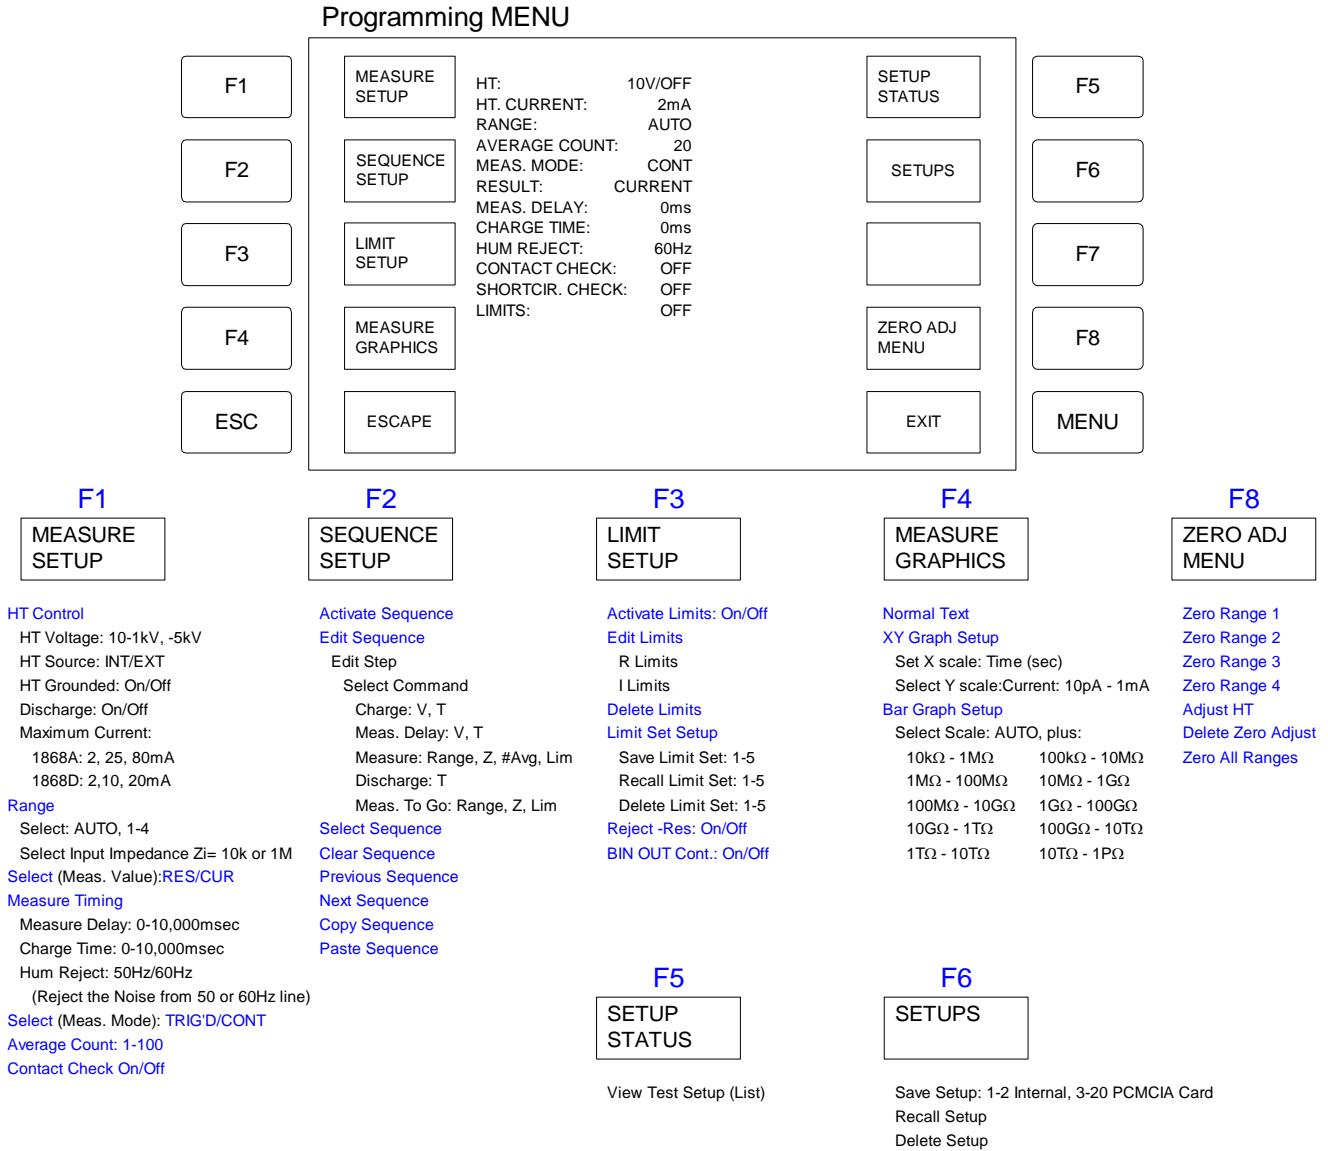 Programming MENU
F1
F2
F3
F4
ESC
MEASURE
SETUP
SEQUENCE
SETUP
LIMIT
SETUP
MEASURE
GRAPHICS
ESCAPE
HT: 10V/OFF
HT. CURRENT: 2mA
RANGE: AUTO
AVERAGE COUNT: 20
MEAS. MODE: CONT
RESULT: CURRENT
MEAS. DELAY: 0ms
CHARGE TIME: 0ms
HUM REJECT: 60Hz
CONTACT CHECK: OFF
SHORTCIR. CHECK: OFF
LIMITS: OFF
SETUP
STATUS
SETUPS
ZERO ADJ
MENU
EXIT
F5
F6
F7
F8
MENU
F1
MEASURE
SETUP
HT Control
HT Voltage: 10-1kV, -5kV
HT Source: INT/EXT
HT Grounded: On/Off
Discharge: On/Off
Maximum Current:
1868A: 2, 25, 80mA
1868D: 2,10, 20mA
Range
Select: AUTO, 1-4
Select Input Impedance Zi= 10k or 1M
Select (Meas. Value):RES/CUR
Measure Timing
Measure Delay: 0-10,000msec
Charge Time: 0-10,000msec
Hum Reject: 50Hz/60Hz
(Reject the Noise from 50 or 60Hz line)
Select (Meas. Mode): TRIG'D/CONT
Average Count: 1-100
Contact Check On/Off
F2
SEQUENCE
SETUP
Activate Sequence
Edit Sequence
Edit Step
Select Command
Charge: V, T
Meas. Delay: V, T
Measure: Range, Z, #Avg, Lim
Discharge: T
Meas. To Go: Range, Z, Lim
Select Sequence
Clear Sequence
Previous Sequence
Next Sequence
Copy Sequence
Paste Sequence
F3
LIMIT
SETUP
Activate Limits: On/Off
Edit Limits
R Limits
I Limits
Delete Limits
Limit Set Setup
Save Limit Set: 1-5
Recall Limit Set: 1-5
Delete Limit Set: 1-5
Reject -Res: On/Off
BIN OUT Cont.: On/Off
F4
MEASURE
GRAPHICS
Normal Text
XY Graph Setup
Set X scale: Time (sec)
Select Y scale:Current: 10pA - 1mA
Bar Graph Setup
Select Scale: AUTO, plus:
10kΩ - 1MΩ 100kΩ - 10MΩ
1MΩ - 100MΩ 10MΩ - 1GΩ
100MΩ - 10GΩ 1GΩ - 100GΩ
10GΩ - 1TΩ 100GΩ - 10TΩ
1TΩ - 10TΩ 10TΩ - 1PΩ
F8
ZERO ADJ
MENU
Zero Range 1
Zero Range 2
Zero Range 3
Zero Range 4
Adjust HT
Delete Zero Adjust
Zero All Ranges
F5
SETUP
STATUS
View Test Setup (List)
F6
SETUPS
Save Setup: 1-2 Internal, 3-20 PCMCIA Card
Recall Setup
Delete Setup